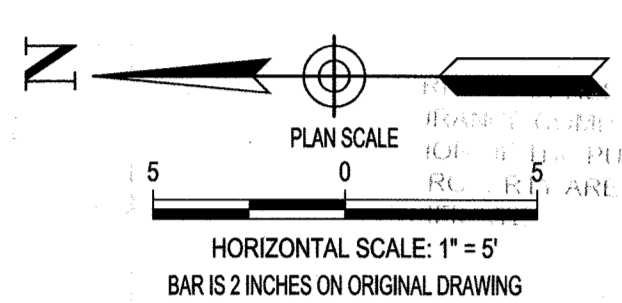 N
PLAN SCALE
5 0 5
HORIZONTAL SCALE: 1" = 5'
BAR IS 2 INCHES ON ORIGINAL DRAWING